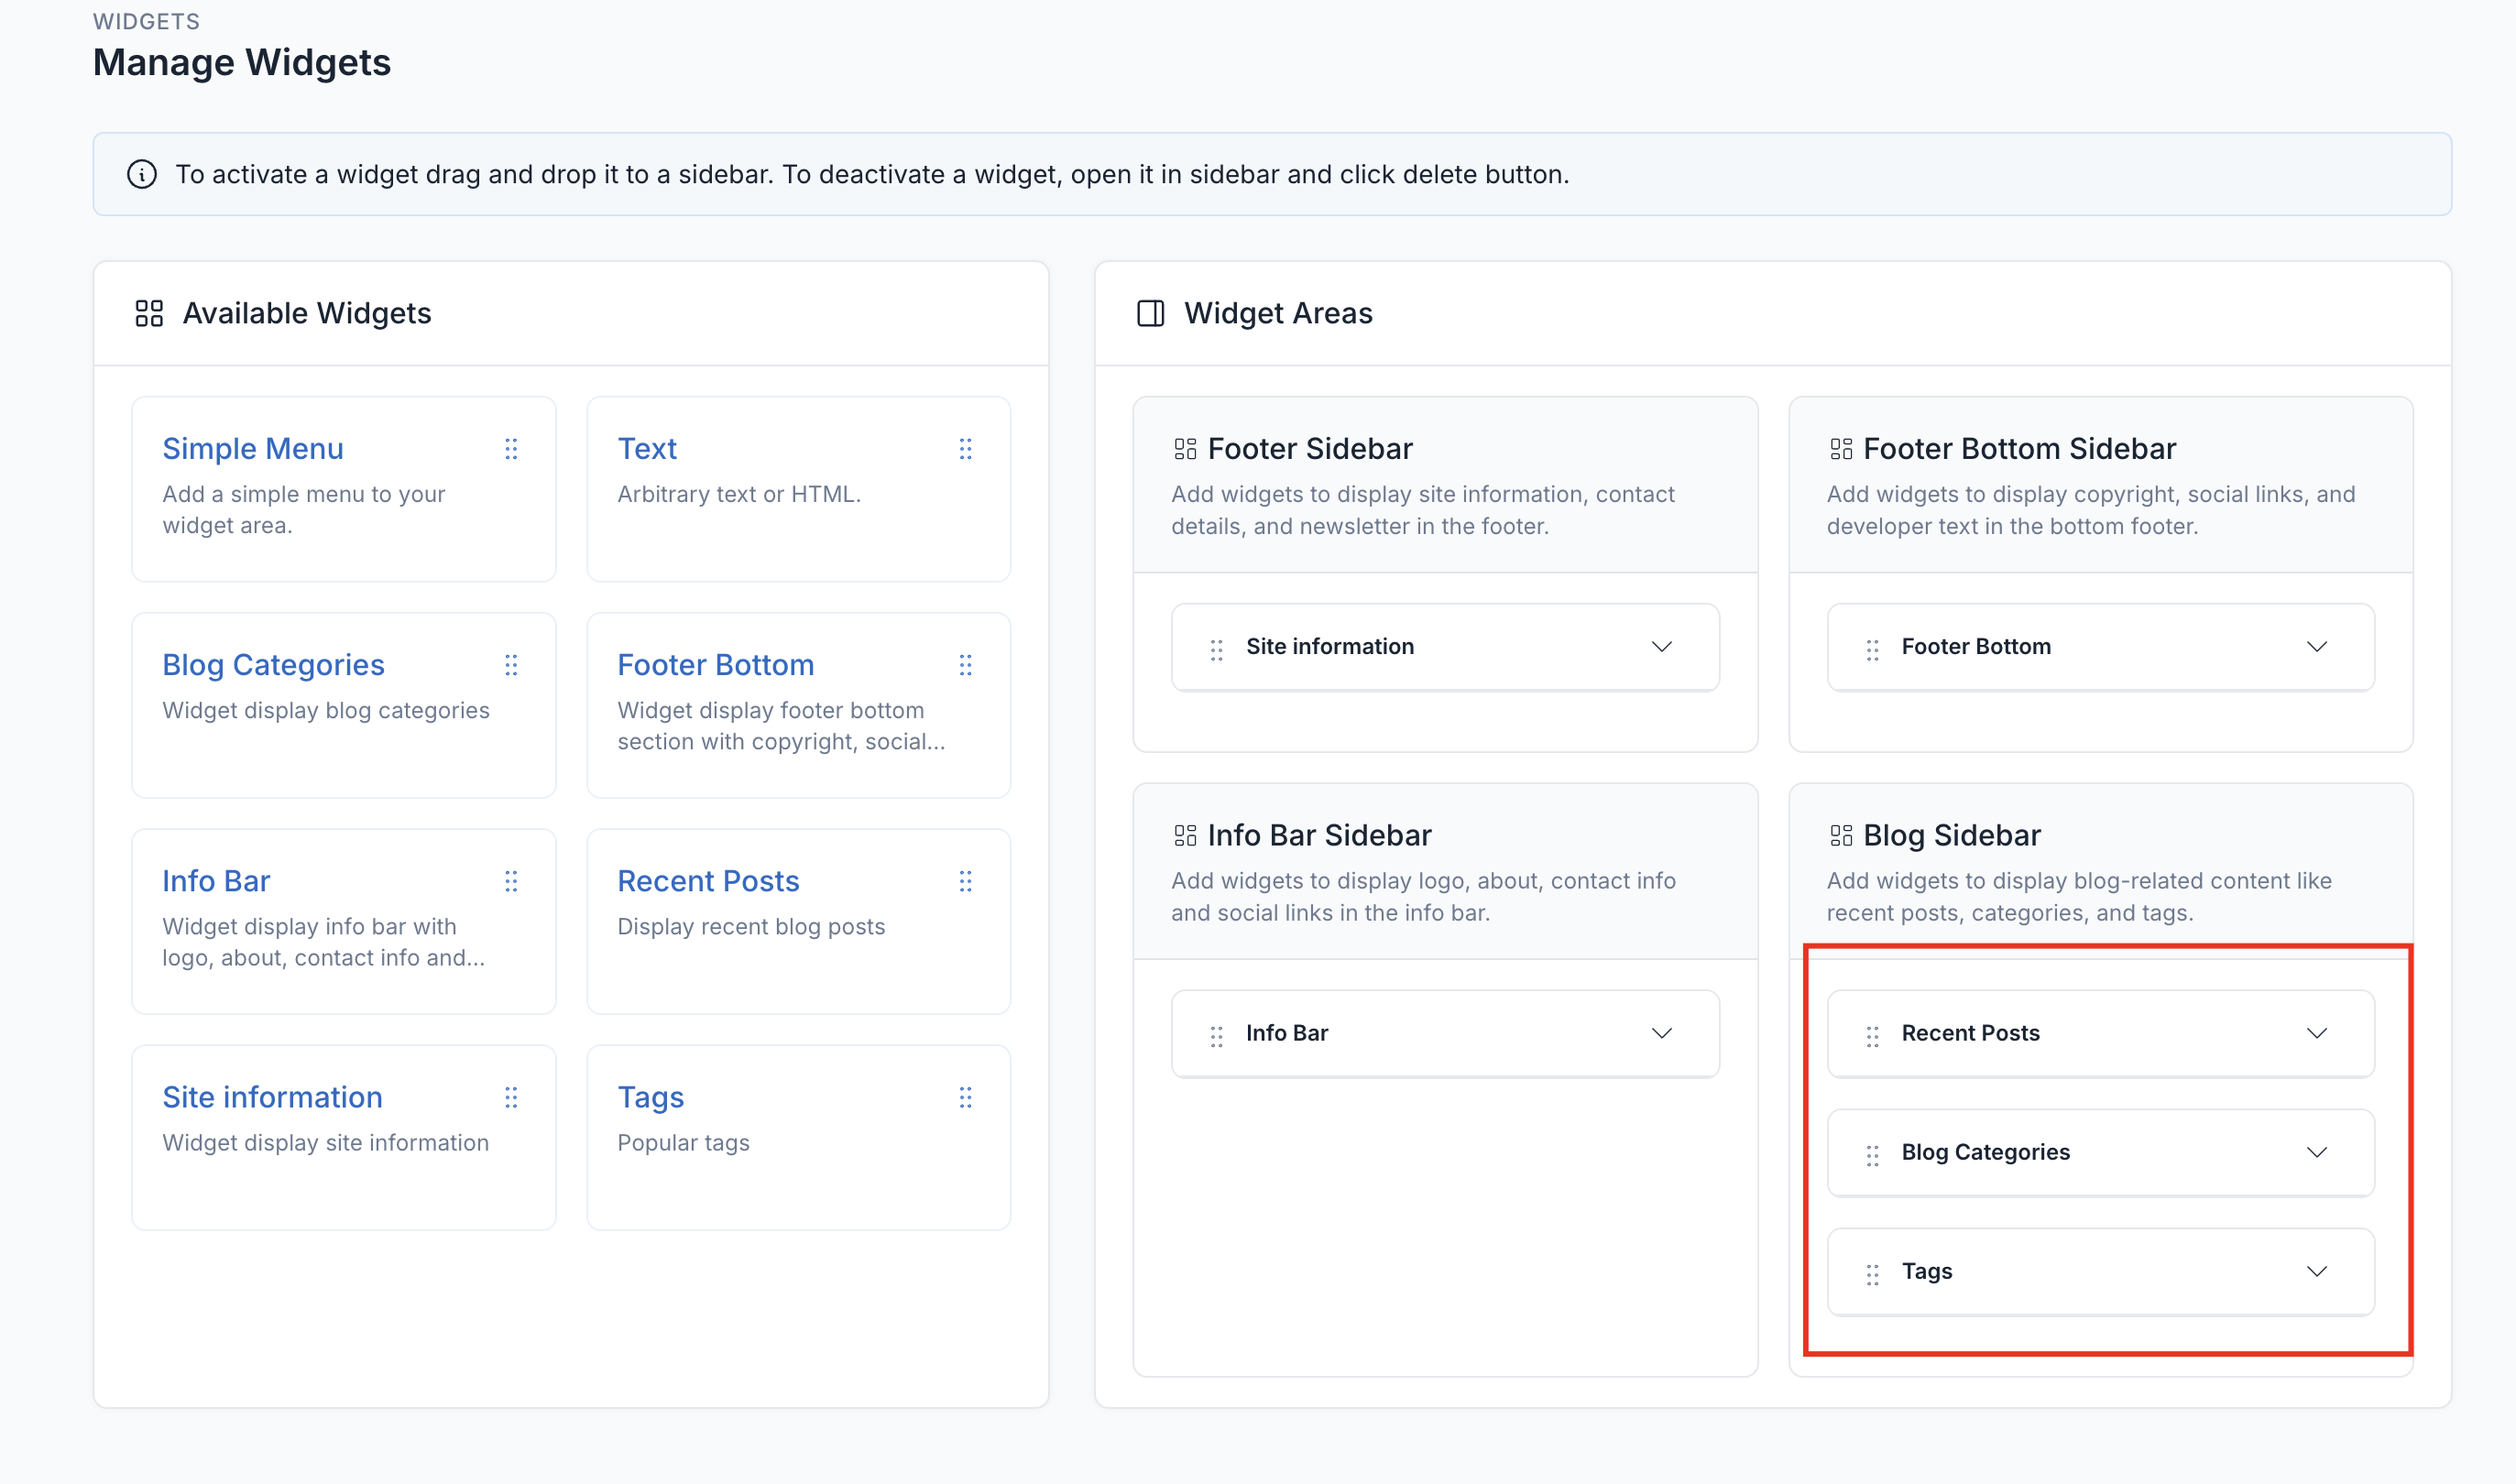 WIDGETS
Manage Widgets
To activate a widget drag and drop it to a sidebar. To deactivate a widget, open it in sidebar and click delete button.
Available Widgets
Simple Menu
Add a simple menu to your
widget area.
Text
Arbitrary text or HTML.
Blog Categories
Widget display blog categories
Footer Bottom
Widget display footer bottom
section with copyright, social...
Info Bar
Widget display info bar with
logo, about, contact info and...
Recent Posts
Display recent blog posts
Site information
Widget display site information
Tags
Popular tags
Widget Areas
Footer Sidebar
Add widgets to display site information, contact
details, and newsletter in the footer.
Site information
Footer Bottom Sidebar
Add widgets to display copyright, social links, and
developer text in the bottom footer.
Footer Bottom
Info Bar Sidebar
Add widgets to display logo, about, contact info
and social links in the info bar.
Info Bar
Blog Sidebar
Add widgets to display blog-related content like
recent posts, categories, and tags.
Recent Posts
Blog Categories
Tags